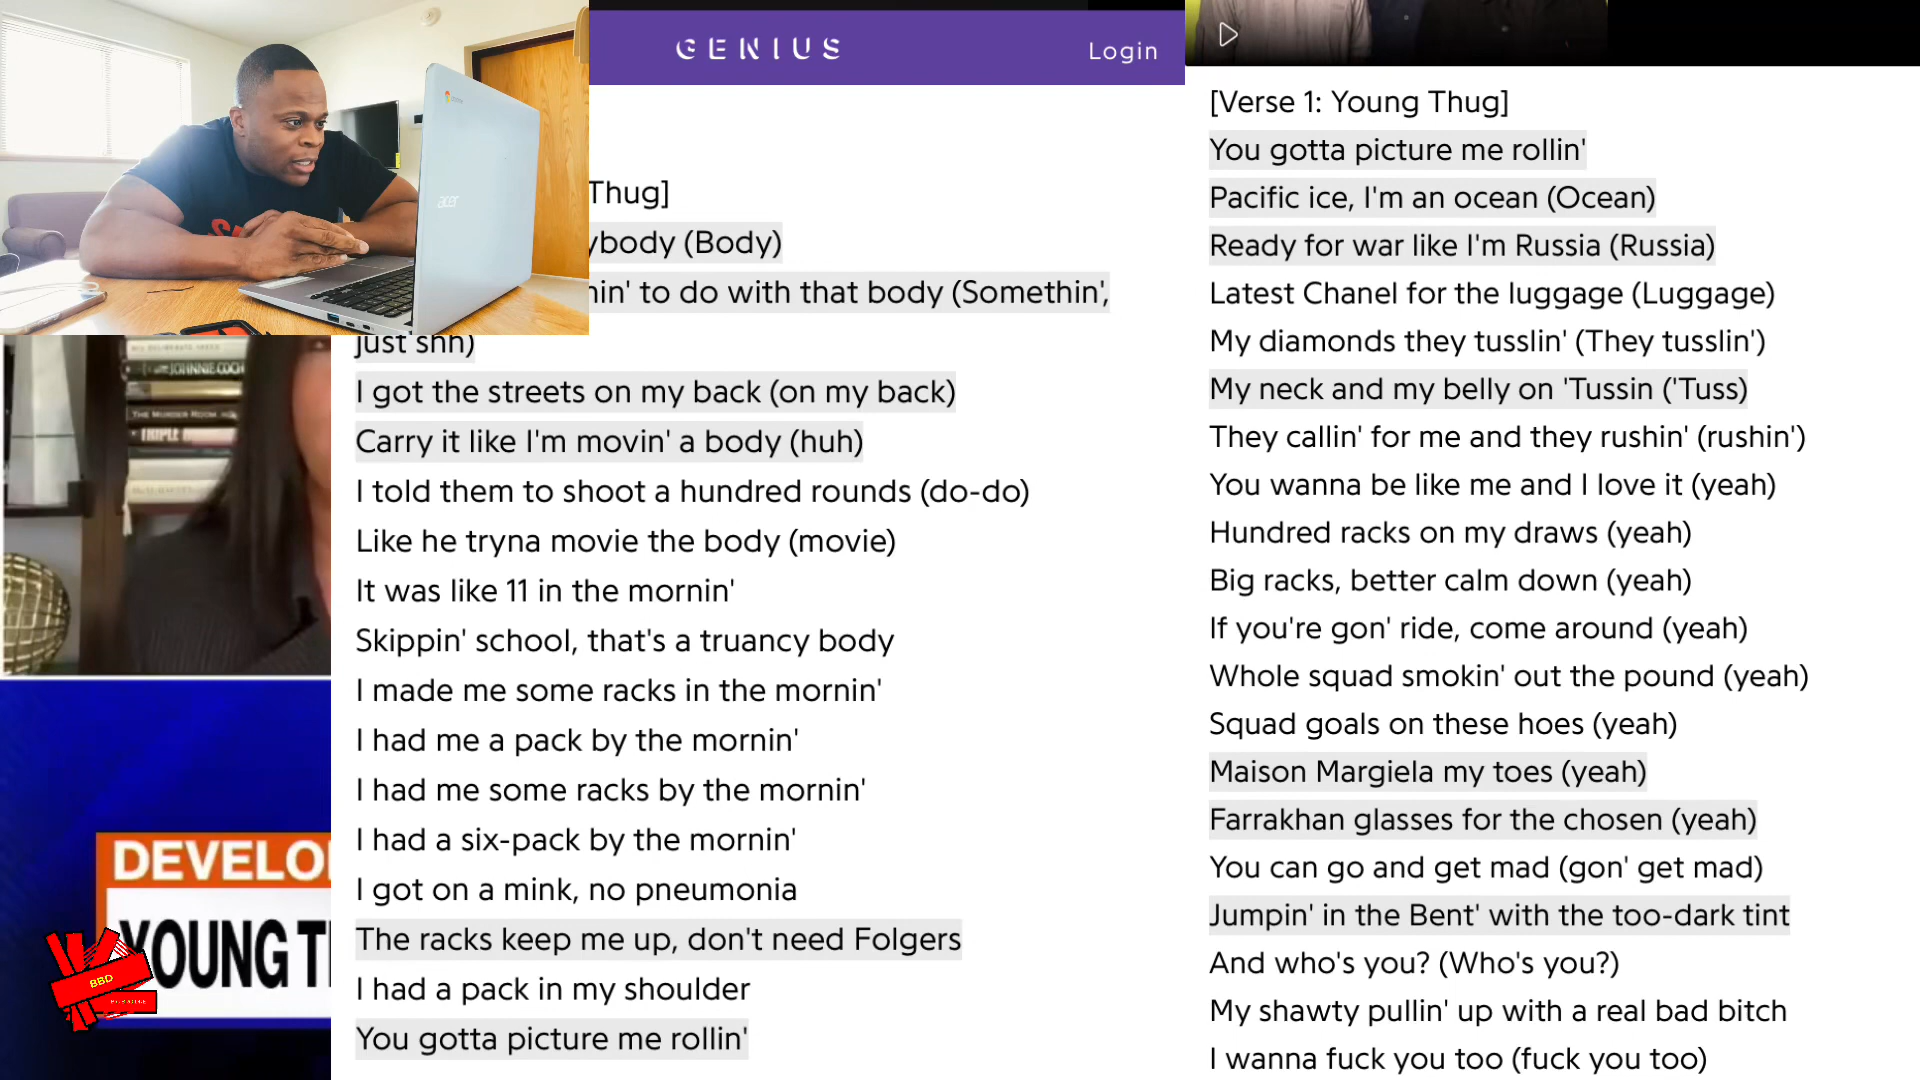 GENIUS
Login
acer
Thug]
ybody (Body)
hin' to do with that body (Somethin',
just shh)
I got the streets on my back (on my back)
Carry it like I'm movin' a body (huh)
I told them to shoot a hundred rounds (do-do)
Like he tryna movie the body (movie)
It was like 11 in the mornin'
Skippin' school, that's a truancy body
I made me some racks in the mornin'
I had me a pack by the mornin'
I had me some racks by the mornin'
I had a six-pack by the mornin'
I got on a mink, no pneumonia
The racks keep me up, don't need Folgers
I had a pack in my shoulder
You gotta picture me rollin'
[Verse 1: Young Thug]
You gotta picture me rollin'
Pacific ice, I'm an ocean (Ocean)
Ready for war like I'm Russia (Russia)
Latest Chanel for the luggage (Luggage)
My diamonds they tusslin' (They tusslin')
My neck and my belly on 'Tussin ('Tuss)
They callin' for me and they rushin' (rushin')
You wanna be like me and I love it (yeah)
Hundred racks on my draws (yeah)
Big racks, better calm down (yeah)
If you're gon' ride, come around (yeah)
Whole squad smokin' out the pound (yeah)
Squad goals on these hoes (yeah)
Maison Margiela my toes (yeah)
Farrakhan glasses for the chosen (yeah)
You can go and get mad (gon' get mad)
Jumpin' in the Bent' with the too-dark tint
And who's you? (Who's you?)
My shawty pullin' up with a real bad bitch
I wanna fuck you too (fuck you too)
JOHNNIE COCH
THE MURDER ROOM
TRIPLE
DEVELO
YOUNG T
BBD